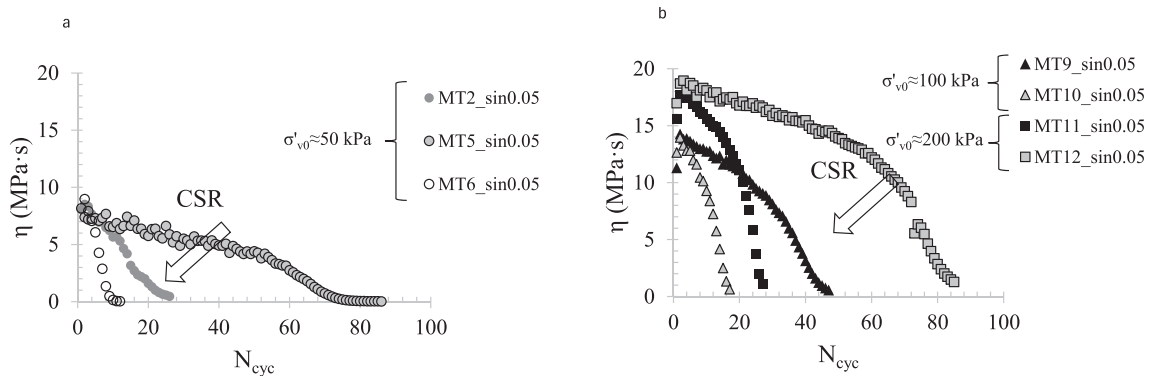 a
η (MPa·s)
20
15
10
5
0
0 20 40 60 80 100
N_cyc
CSR
σ'_v0≈50 kPa
MT2_sin0.05
MT5_sin0.05
MT6_sin0.05
b
η (MPa·s)
20
15
10
5
0
0 20 40 60 80 100
N_cyc
CSR
σ'_v0≈100 kPa
MT9_sin0.05
MT10_sin0.05
σ'_v0≈200 kPa
MT11_sin0.05
MT12_sin0.05